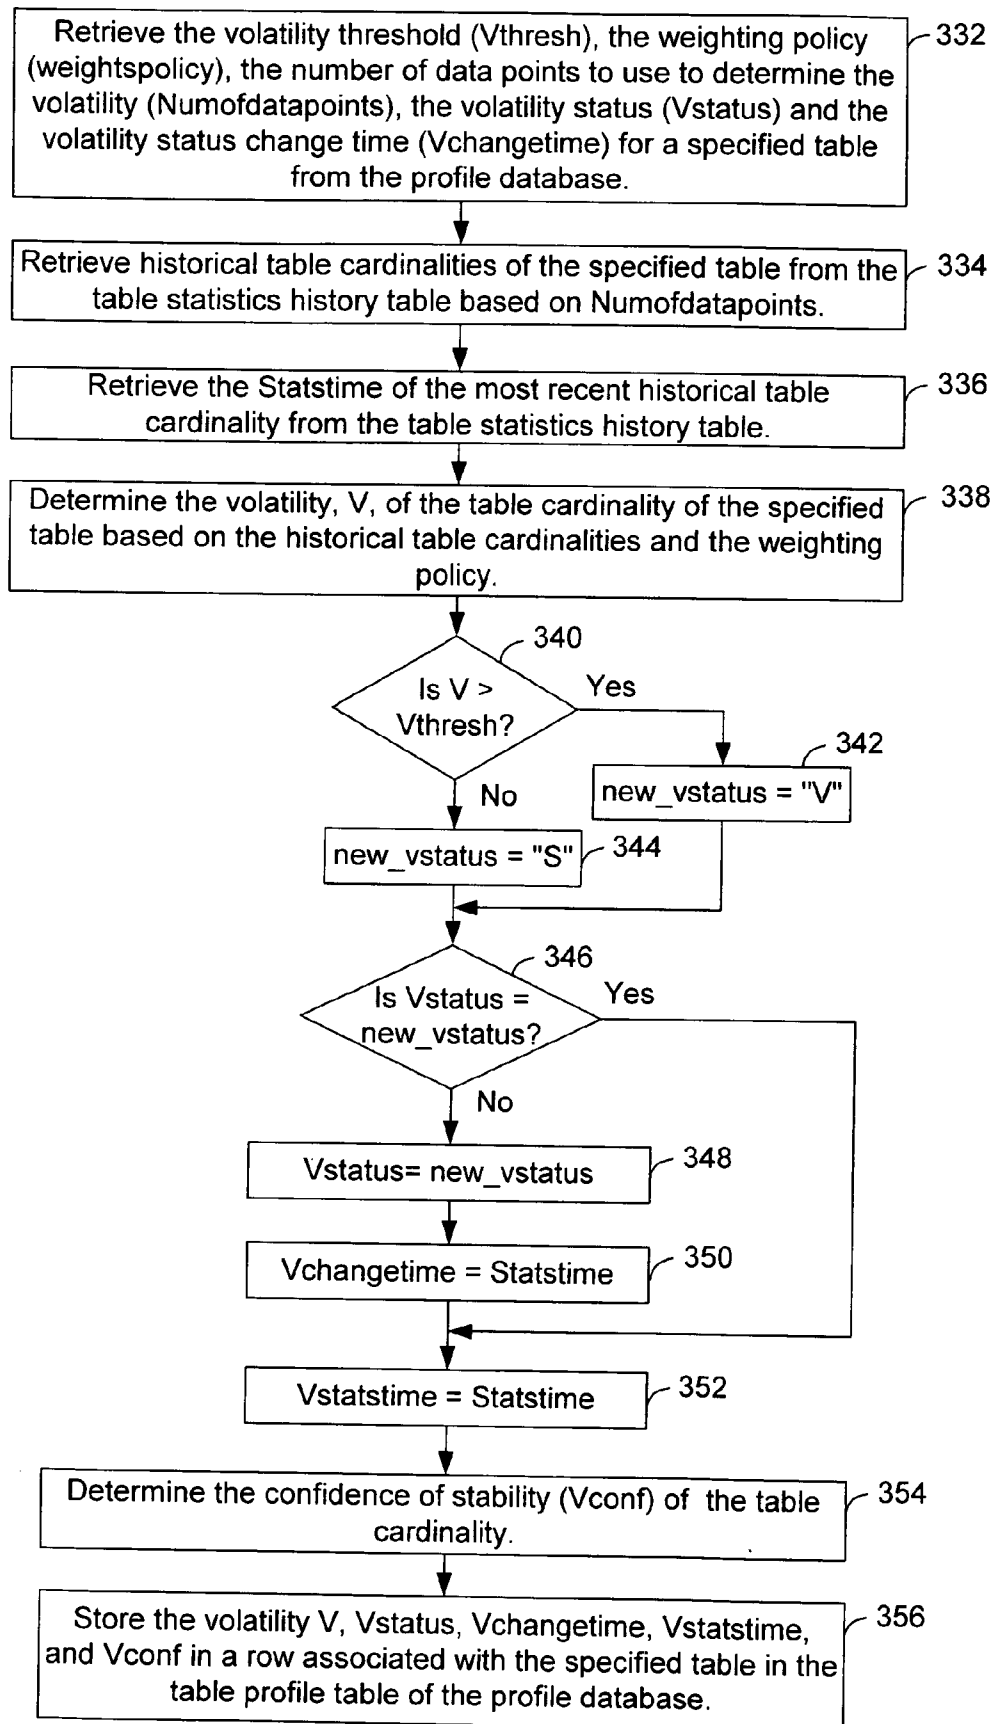 Retrieve the volatility threshold (Vthresh), the weighting policy
(weightspolicy), the number of data points to use to determine the
volatility (Numofdatapoints), the volatility status (Vstatus) and the
volatility status change time (Vchangetime) for a specified table
from the profile database.
332
Retrieve historical table cardinalities of the specified table from the
table statistics history table based on Numofdatapoints.
334
Retrieve the Statstime of the most recent historical table
cardinality from the table statistics history table.
336
Determine the volatility, V, of the table cardinality of the specified
table based on the historical table cardinalities and the weighting
policy.
338
340
Is V >
Vthresh?
Yes
342
new_vstatus = "V"
No
new_vstatus = "S"
344
346
Is Vstatus =
new_vstatus?
Yes
No
Vstatus= new_vstatus
348
Vchangetime = Statstime
350
Vstatstime = Statstime
352
Determine the confidence of stability (Vconf) of the table
cardinality.
354
Store the volatility V, Vstatus, Vchangetime, Vstatstime,
and Vconf in a row associated with the specified table in the
table profile table of the profile database.
356